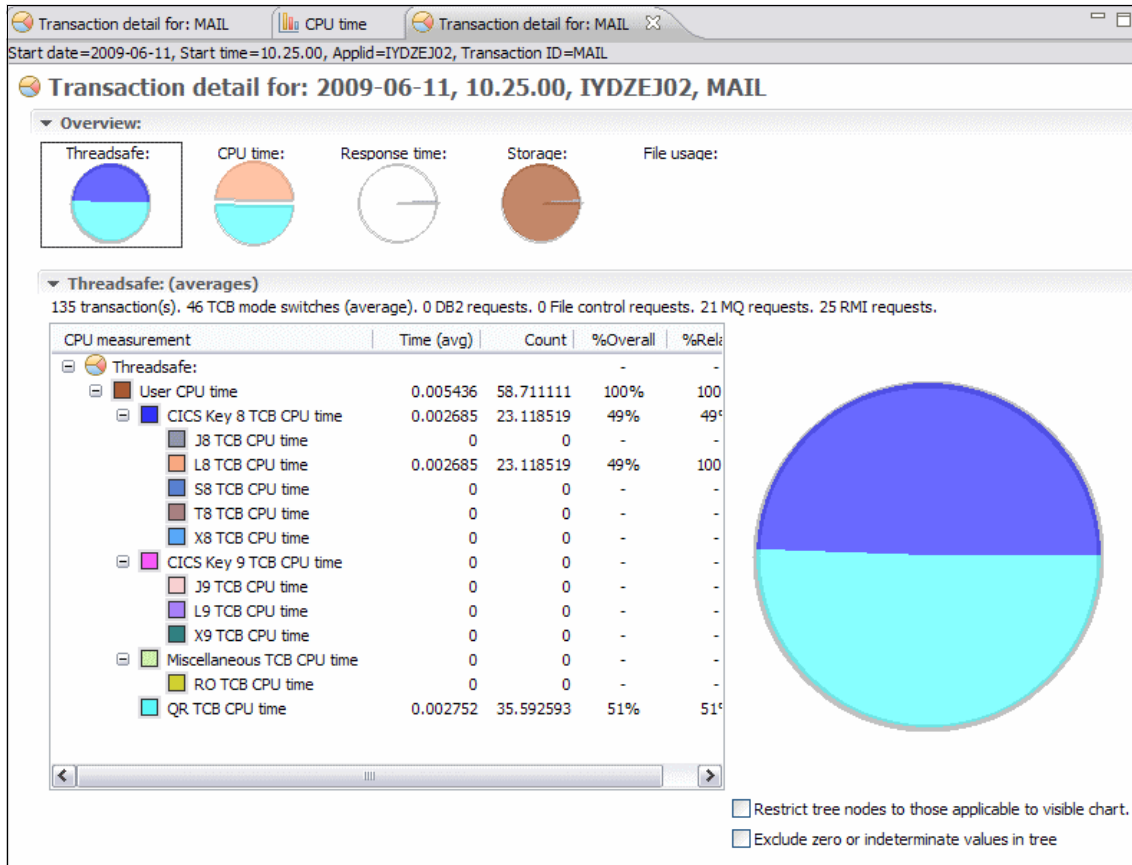 Transaction detail for: MAIL CPU time Transaction detail for: MAIL
Start date=2009-06-11, Start time=10.25.00, Applid=IYDZEJ02, Transaction ID=MAIL
Transaction detail for: 2009-06-11, 10.25.00, IYDZEJ02, MAIL
Overview:
Threadsafe: CPU time: Response time: Storage: File usage:
Threadsafe: (averages)
135 transaction(s). 46 TCB mode switches (average). 0 DB2 requests. 0 File control requests. 21 MQ requests. 25 RMI requests.
CPU measurement Time (avg) Count %Overall %Rela
Threadsafe: - -
User CPU time 0.005436 58.711111 100% 100
CICS Key 8 TCB CPU time 0.002685 23.118519 49% 49%
J8 TCB CPU time 0 0 - -
L8 TCB CPU time 0.002685 23.118519 49% 100
S8 TCB CPU time 0 0 - -
T8 TCB CPU time 0 0 - -
X8 TCB CPU time 0 0 - -
CICS Key 9 TCB CPU time 0 0 - -
J9 TCB CPU time 0 0 - -
L9 TCB CPU time 0 0 - -
X9 TCB CPU time 0 0 - -
Miscellaneous TCB CPU time 0 0 - -
RO TCB CPU time 0 0 - -
QR TCB CPU time 0.002752 35.592593 51% 51%
Restrict tree nodes to those applicable to visible chart.
Exclude zero or indeterminate values in tree